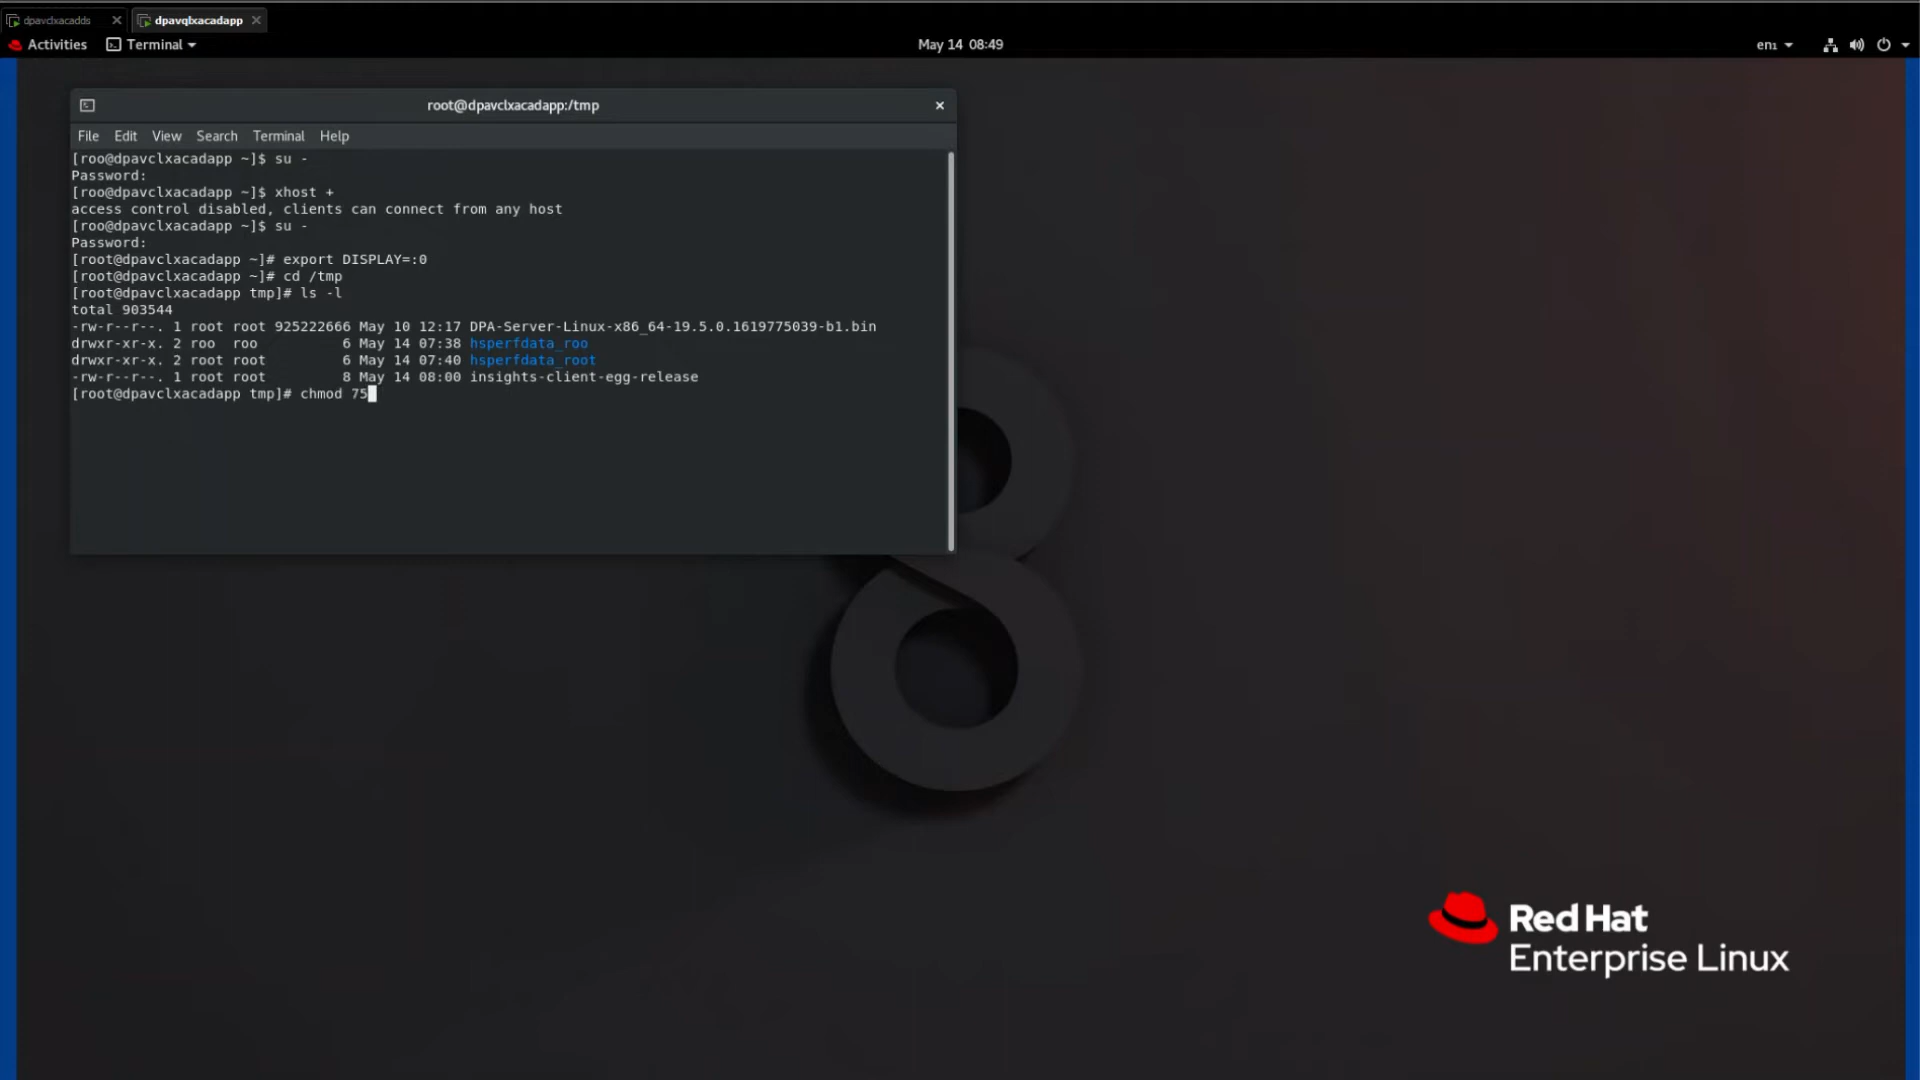 dpavclxacadds
dpavqlxacadapp
Activities Terminal May 14 08:49 en₁
root@dpavclxacadapp:/tmp
File Edit View Search Terminal Help
[roo@dpavclxacadapp ~]$ su -
Password:
[roo@dpavclxacadapp ~]$ xhost +
access control disabled, clients can connect from any host
[roo@dpavclxacadapp ~]$ su -
Password:
[root@dpavclxacadapp ~]# export DISPLAY=:0
[root@dpavclxacadapp ~]# cd /tmp
[root@dpavclxacadapp tmp]# ls -l
total 903544
-rw-r--r--. 1 root root 925222666 May 10 12:17 DPA-Server-Linux-x86_64-19.5.0.1619775039-b1.bin
drwxr-xr-x. 2 roo  roo          6 May 14 07:38 hsperfdata_roo
drwxr-xr-x. 2 root root         6 May 14 07:40 hsperfdata_root
-rw-r--r--. 1 root root         8 May 14 08:00 insights-client-egg-release
[root@dpavclxacadapp tmp]# chmod 75
Red Hat
Enterprise Linux